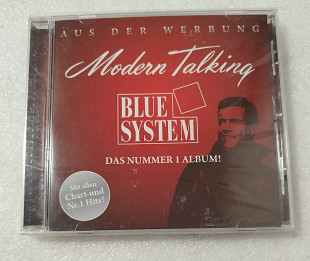 AUS DER WERBUNG
Modern Talking
BLUE
SYSTEM
DAS NUMMER 1 ALBUM!
Mit allen
Chart-und
Nr.1 Hits!